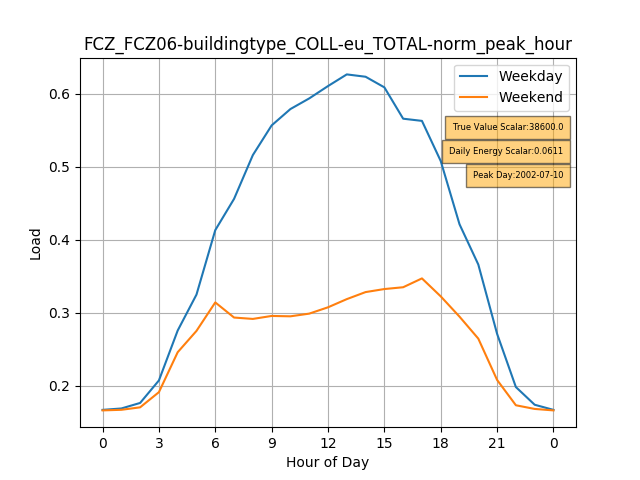 FCZ_FCZ06-buildingtype_COLL-eu_TOTAL-norm_peak_hour
Weekday
Weekend
True Value Scalar:38600.0
Daily Energy Scalar:0.0611
Peak Day:2002-07-10
0.6
0.5
0.4
0.3
0.2
Load
0 3 6 9 12 15 18 21 0
Hour of Day